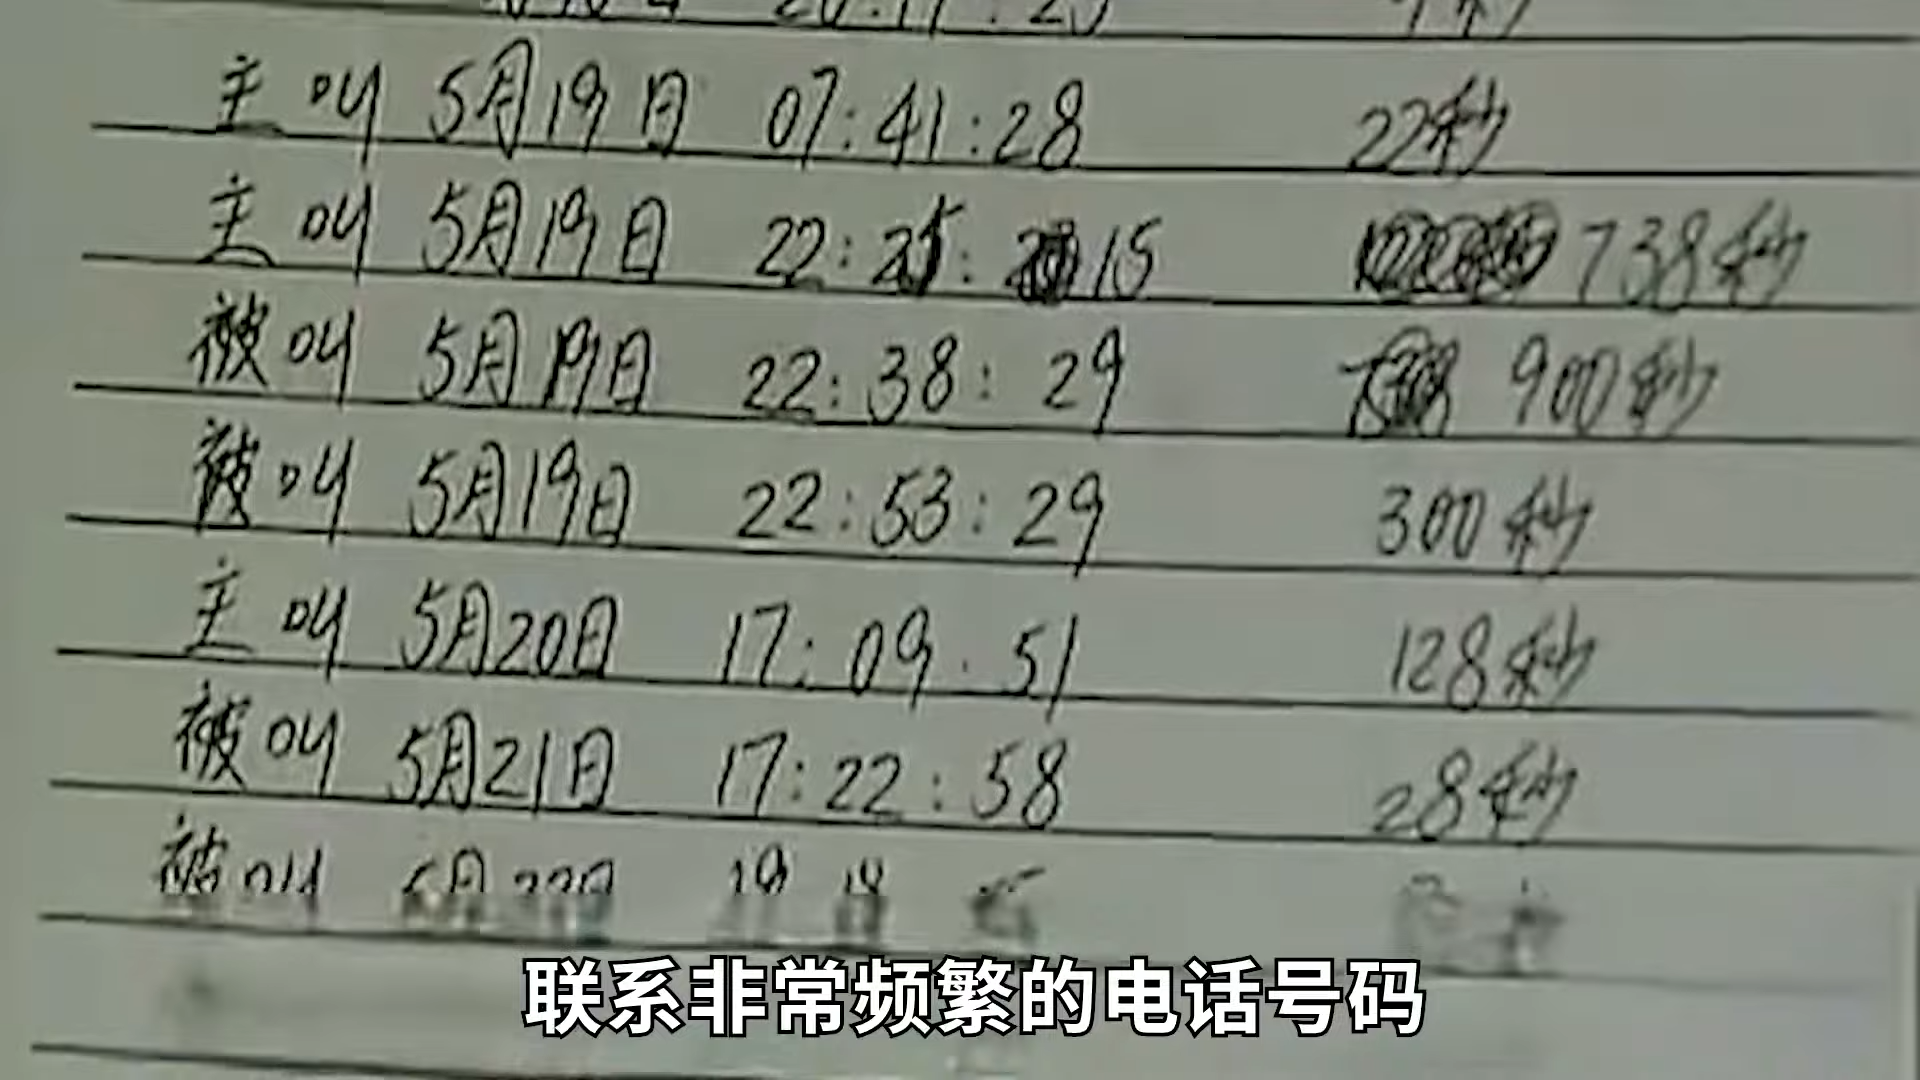 主叫 5月19日 07:41:28 22秒
主叫 5月19日 22:25:15 738秒
被叫 5月19日 22:38:29 900秒
被叫 5月19日 22:53:29 300秒
主叫 5月20日 17:09:51 128秒
被叫 5月21日 17:22:58 28秒
被叫
联系非常频繁的电话号码